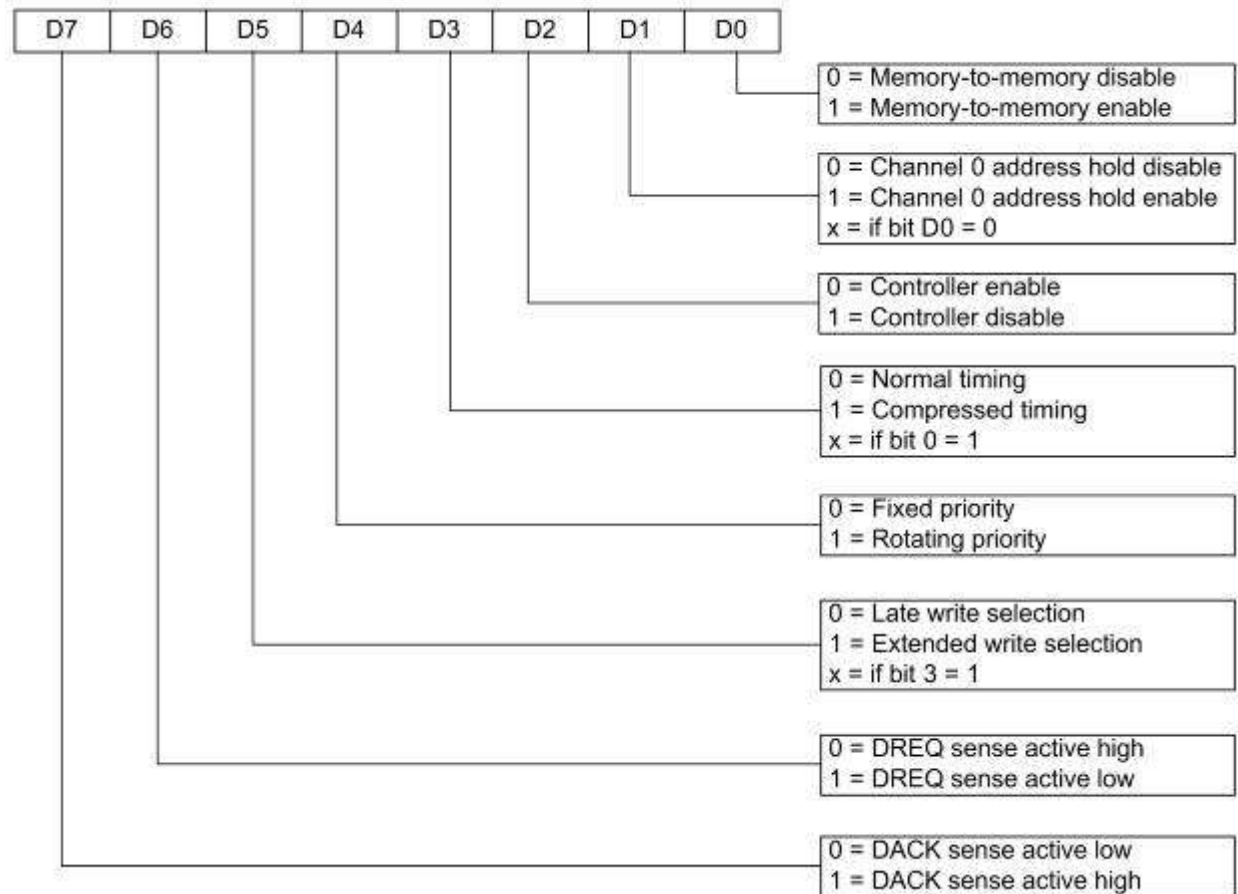 D7 D6 D5 D4 D3 D2 D1 D0
0 = Memory-to-memory disable
1 = Memory-to-memory enable
0 = Channel 0 address hold disable
1 = Channel 0 address hold enable
x = if bit D0 = 0
0 = Controller enable
1 = Controller disable
0 = Normal timing
1 = Compressed timing
x = if bit 0 = 1
0 = Fixed priority
1 = Rotating priority
0 = Late write selection
1 = Extended write selection
x = if bit 3 = 1
0 = DREQ sense active high
1 = DREQ sense active low
0 = DACK sense active low
1 = DACK sense active high